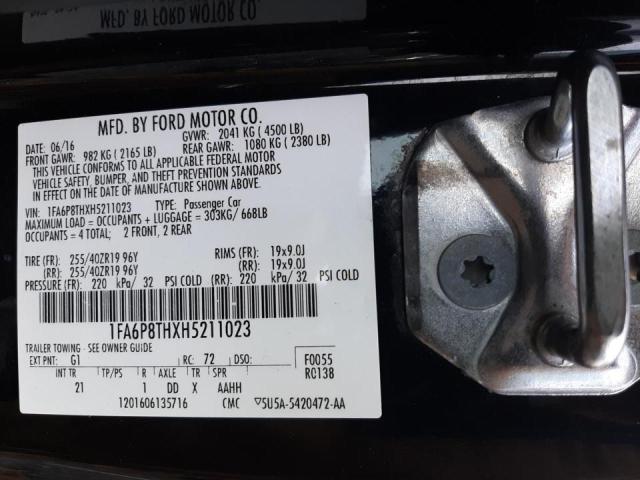 MFD. BY FORD MOTOR CO.
MFD. BY FORD MOTOR CO.
DATE: 06/16 GVWR: 2041 KG ( 4500 LB)
FRONT GAWR: 982 KG ( 2165 LB) REAR GAWR: 1080 KG ( 2380 LB)
THIS VEHICLE CONFORMS TO ALL APPLICABLE FEDERAL MOTOR
VEHICLE SAFETY, BUMPER, AND THEFT PREVENTION STANDARDS
IN EFFECT ON THE DATE OF MANUFACTURE SHOWN ABOVE.
VIN: 1FA6P8THXH5211023 TYPE: Passenger Car
MAXIMUM LOAD = OCCUPANTS + LUGGAGE = 303KG/ 668LB
OCCUPANTS = 4 TOTAL; 2 FRONT, 2 REAR
TIRE (FR): 255/40ZR19 96Y RIMS (FR): 19x9.0J
(RR): 255/40ZR19 96Y (RR): 19x9.0J
PRESSURE (FR): 220 kPa/ 32 PSI COLD (RR): 220 kPa/ 32 PSI COLD
1FA6P8THXH5211023
TRAILER TOWING - SEE OWNER GUIDE
EXT PNT: G1 RC: 72 DSO: F0055
INT TR TP/PS R AXLE TR SPR RC138
21 1 DD X AAHH
1201606135716 CMC ▽5U5A-5420472-AA